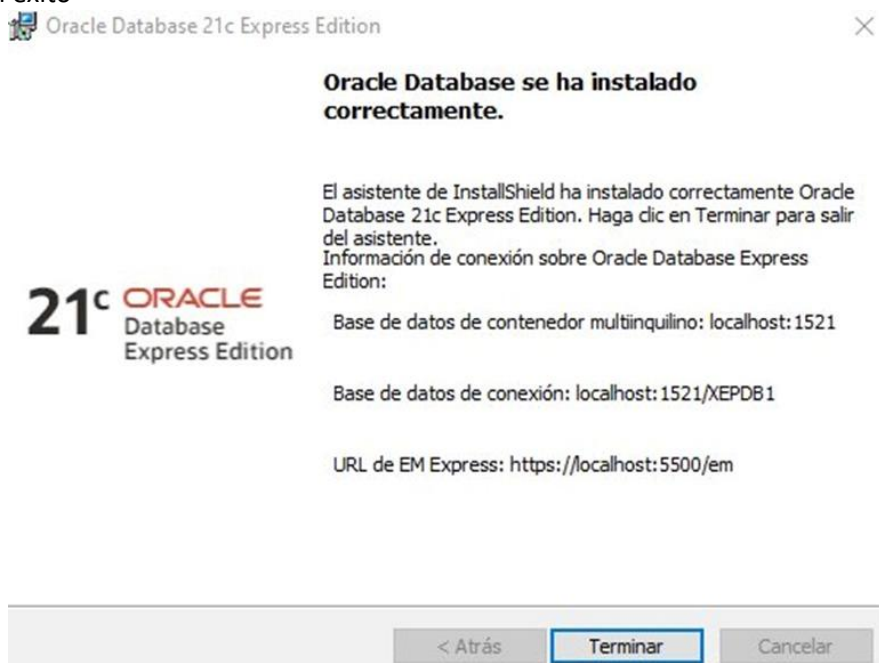 éxito
Oracle Database 21c Express Edition
Oracle Database se ha instalado
correctamente.
El asistente de InstallShield ha instalado correctamente Oracle
Database 21c Express Edition. Haga clic en Terminar para salir
del asistente.
Información de conexión sobre Oracle Database Express
Edition:
21c ORACLE
Database
Express Edition
Base de datos de contenedor multiinquilino: localhost:1521
Base de datos de conexión: localhost:1521/XEPDB1
URL de EM Express: https://localhost:5500/em
< Atrás
Terminar
Cancelar